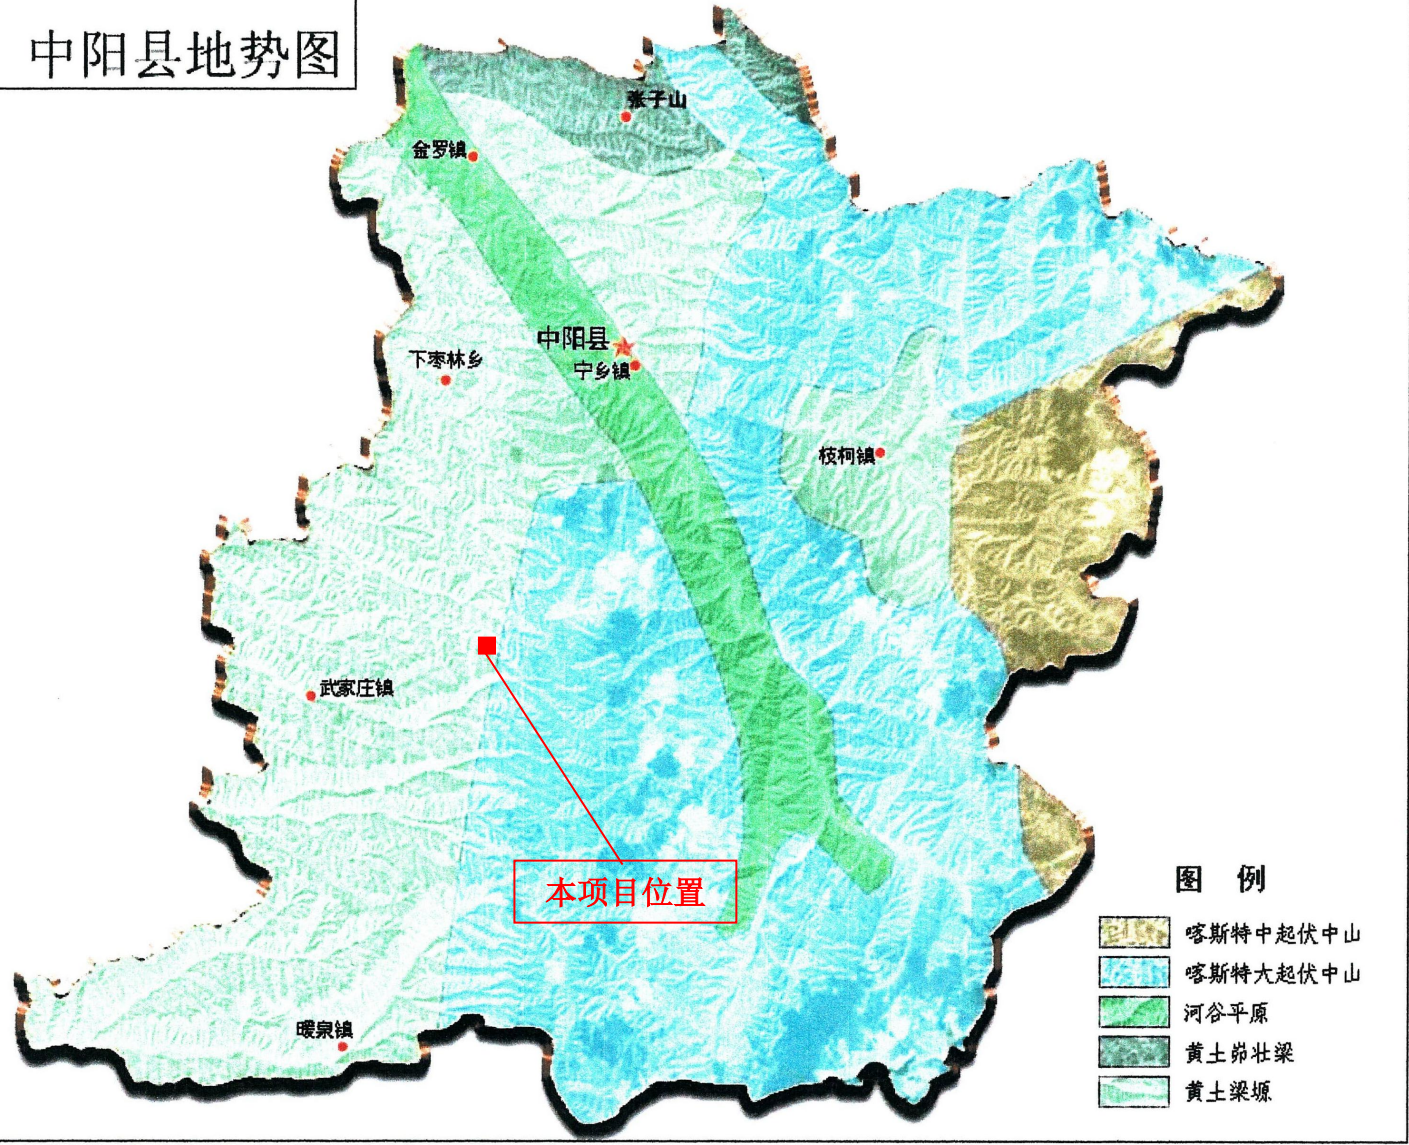 中阳县地势图
张子山
金罗镇
中阳县
宁乡镇
下枣林乡
枝柯镇
武家庄镇
本项目位置
暖泉镇
图 例
喀斯特中起伏中山
喀斯特大起伏中山
河谷平原
黄土峁壮梁
黄土梁塬